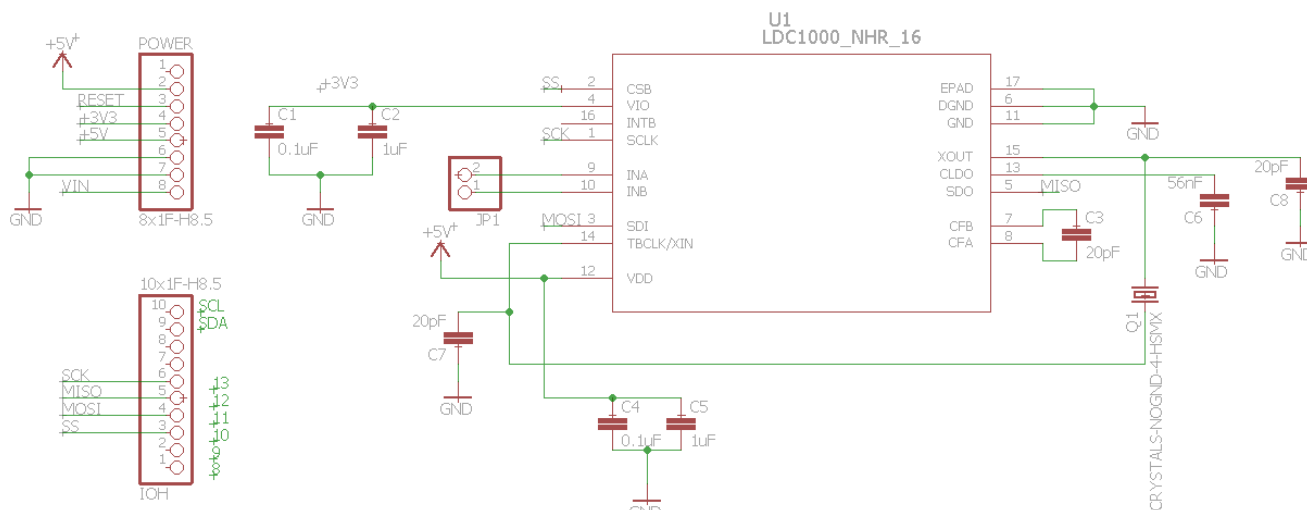 U1
LDC1000_NHR_16
+5V
POWER
1
2
3
4
5
6
7
8
RESET
+3V3
+5V
VIN
GND
8x1F-H8.5
+3V3
C1
0.1uF
C2
1uF
GND
SS
2
CSB
4
VIO
16
INTB
SCK
1
SCLK
2
1
JP1
9
INA
10
INB
MOSI
3
SDI
14
TBCLK/XIN
12
VDD
+5V
EPAD
17
DGND
6
GND
11
GND
XOUT
15
CLDO
13
SDO
5
MISO
CFB
7
CFA
8
C3
20pF
56nF
C6
GND
20pF
C8
GND
Q1
CRYSTALS-NOGND-4-HSMX
20pF
C7
GND
C4
0.1uF
C5
1uF
GND
10x1F-H8.5
10
9
8
7
6
5
4
3
2
1
SCL
SDA
SCK
MISO
MOSI
SS
13
12
11
10
9
8
IOH